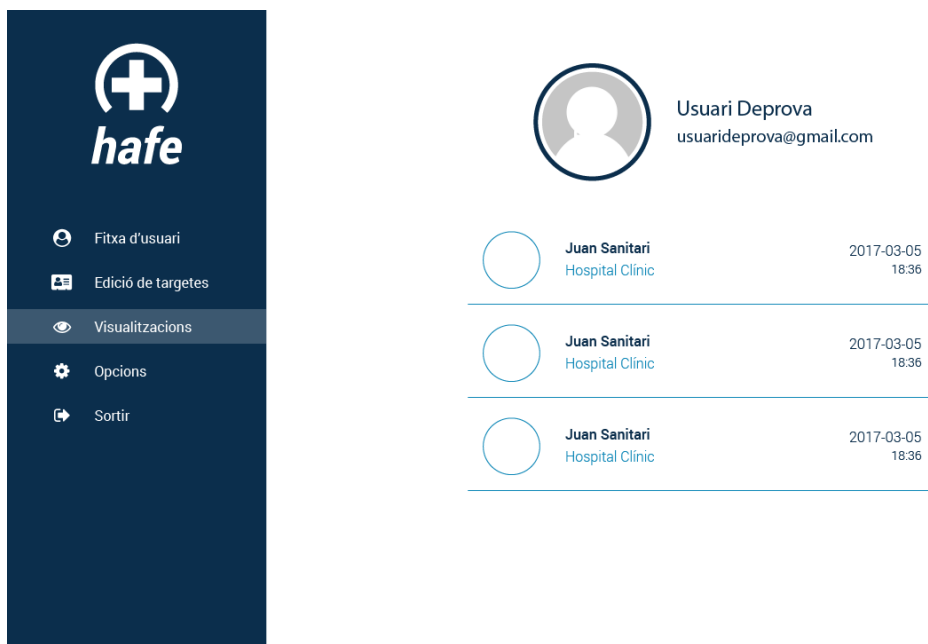 hafe
Fitxa d'usuari
Edició de targetes
Visualitzacions
Opcions
Sortir
Usuari Deprova
usuarideprova@gmail.com
Juan Sanitari
Hospital Clínic
2017-03-05
18:36
Juan Sanitari
Hospital Clínic
2017-03-05
18:36
Juan Sanitari
Hospital Clínic
2017-03-05
18:36